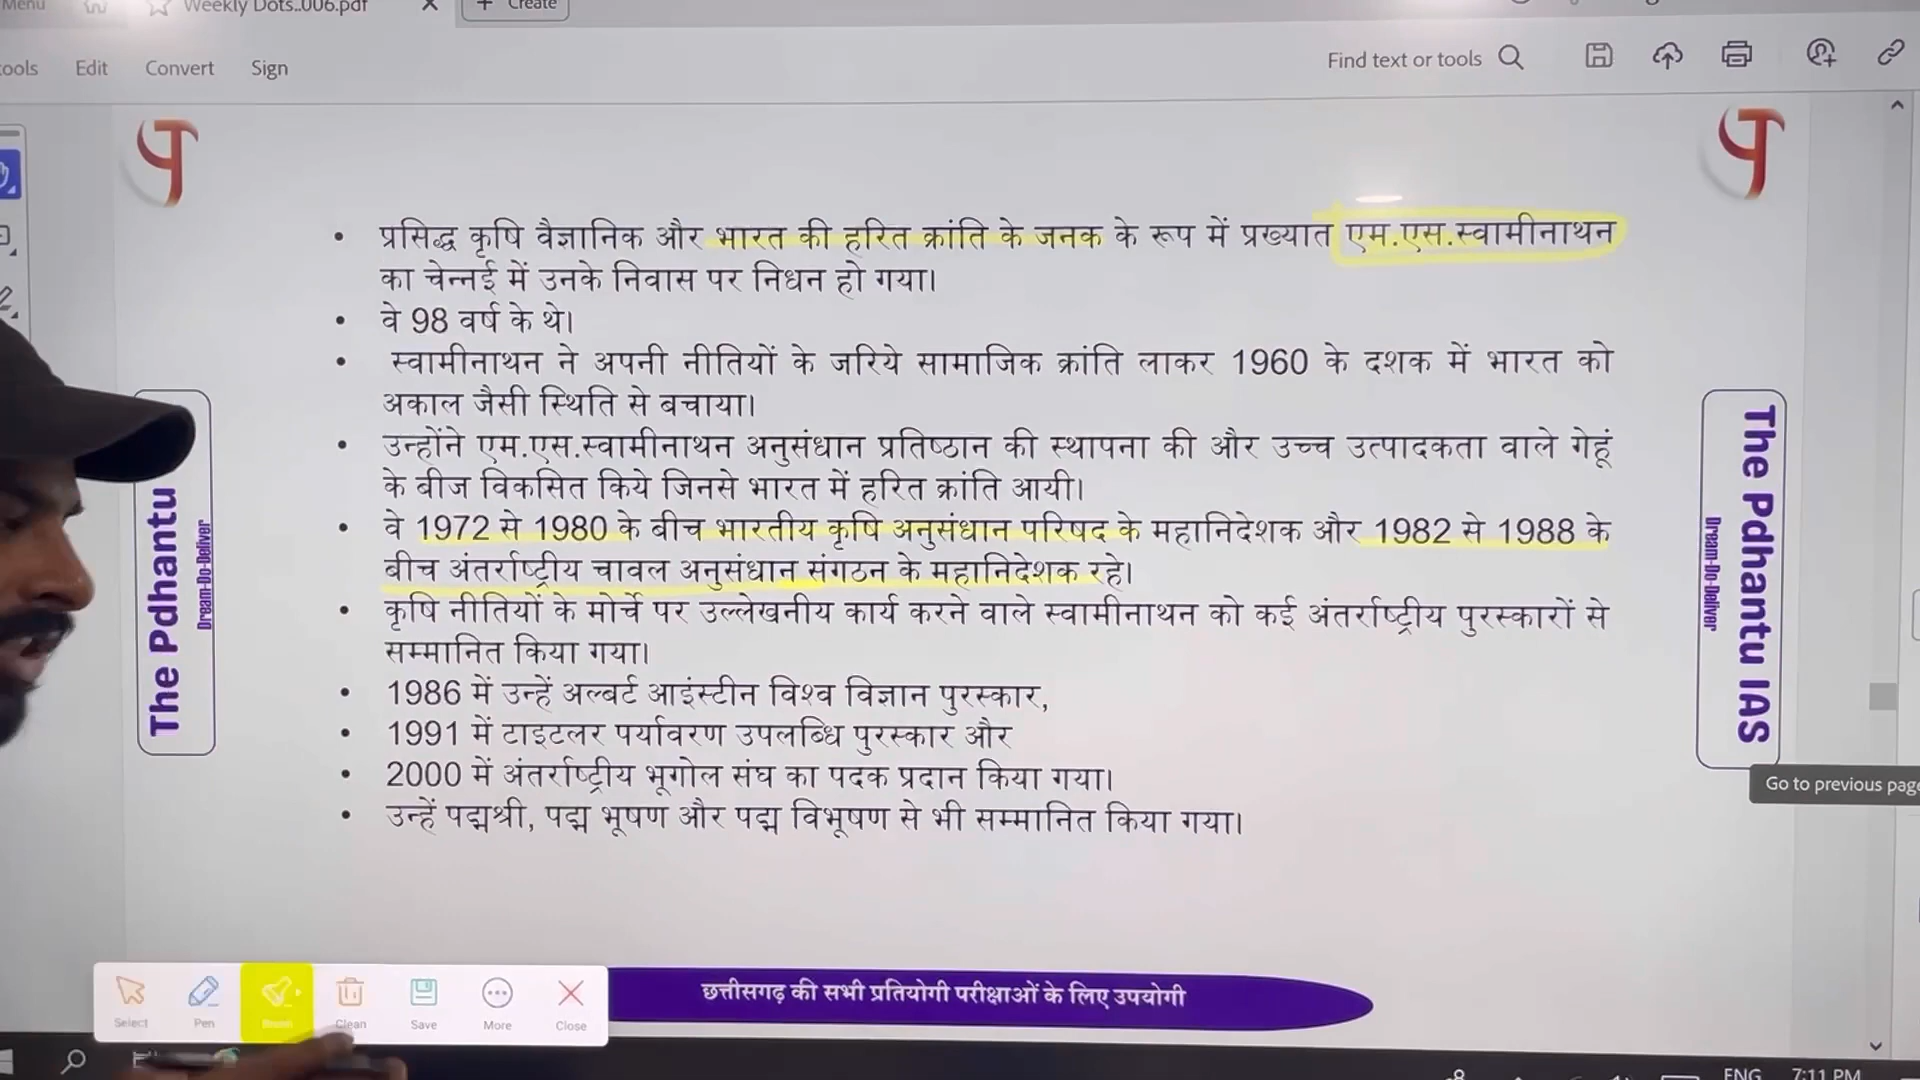 Menu
Weekly Dots..006.pdf
Create
ools Edit Convert Sign
Find text or tools
• प्रसिद्ध कृषि वैज्ञानिक और भारत की हरित क्रांति के जनक के रूप में प्रख्यात एम.एस.स्वामीनाथन
का चेन्नई में उनके निवास पर निधन हो गया।
• वे 98 वर्ष के थे।
• स्वामीनाथन ने अपनी नीतियों के जरिये सामाजिक क्रांति लाकर 1960 के दशक में भारत को
अकाल जैसी स्थिति से बचाया।
• उन्होंने एम.एस.स्वामीनाथन अनुसंधान प्रतिष्ठान की स्थापना की और उच्च उत्पादकता वाले गेहूं
के बीज विकसित किये जिनसे भारत में हरित क्रांति आयी।
• वे 1972 से 1980 के बीच भारतीय कृषि अनुसंधान परिषद के महानिदेशक और 1982 से 1988 के
बीच अंतर्राष्ट्रीय चावल अनुसंधान संगठन के महानिदेशक रहे।
• कृषि नीतियों के मोर्चे पर उल्लेखनीय कार्य करने वाले स्वामीनाथन को कई अंतर्राष्ट्रीय पुरस्कारों से
सम्मानित किया गया।
• 1986 में उन्हें अल्बर्ट आइंस्टीन विश्व विज्ञान पुरस्कार,
• 1991 में टाइटलर पर्यावरण उपलब्धि पुरस्कार और
• 2000 में अंतर्राष्ट्रीय भूगोल संघ का पदक प्रदान किया गया।
• उन्हें पद्मश्री, पद्म भूषण और पद्म विभूषण से भी सम्मानित किया गया।
The Pdhantu
Dream-Do-Deliver
The Pdhantu IAS
Dream-Do-Deliver
Go to previous page
छत्तीसगढ़ की सभी प्रतियोगी परीक्षाओं के लिए उपयोगी
Select Pen Clean Save More Close
ENG 7:11 PM